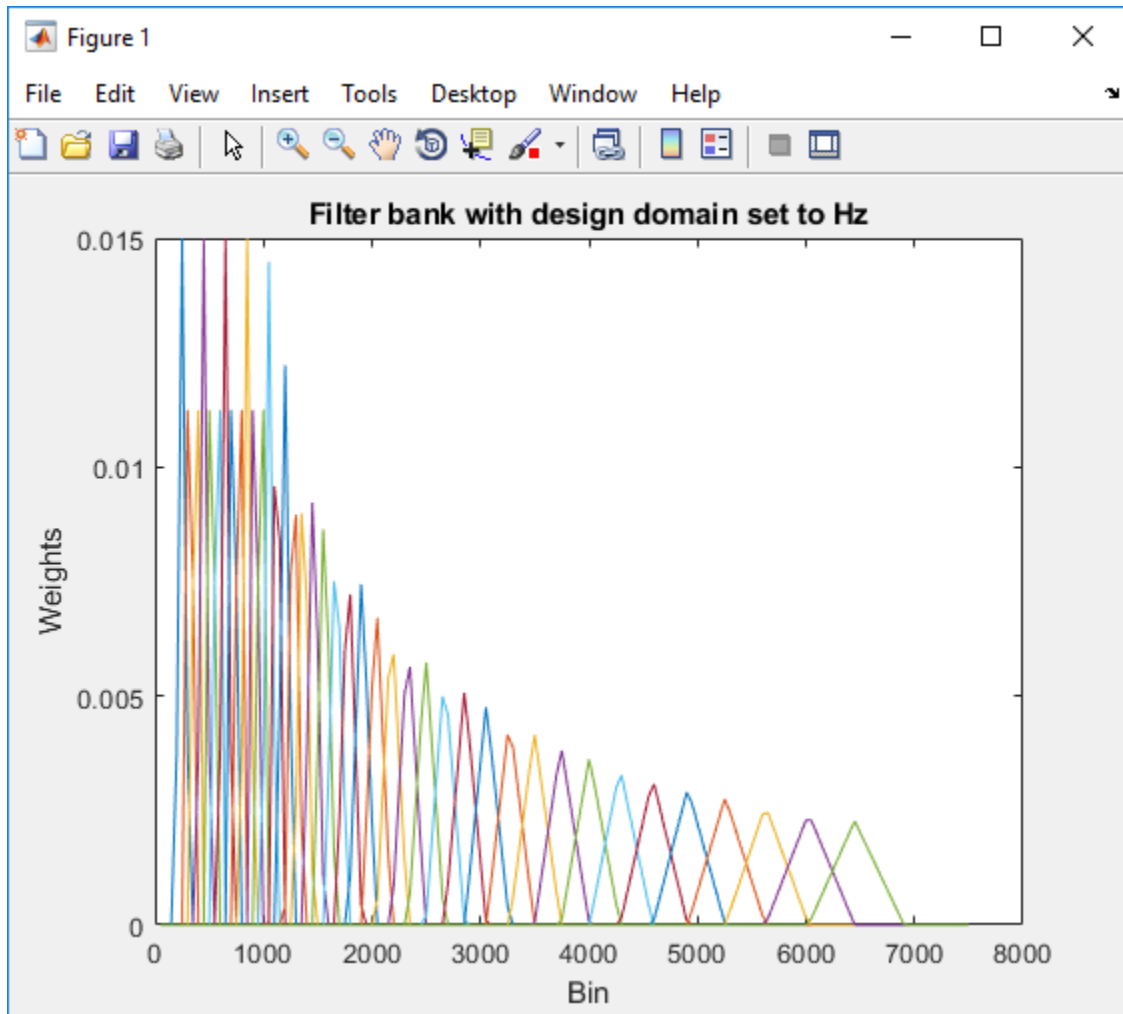 Figure 1
File Edit View Insert Tools Desktop Window Help
Filter bank with design domain set to Hz
0.015
0.01
0.005
0
Weights
0 1000 2000 3000 4000 5000 6000 7000 8000
Bin